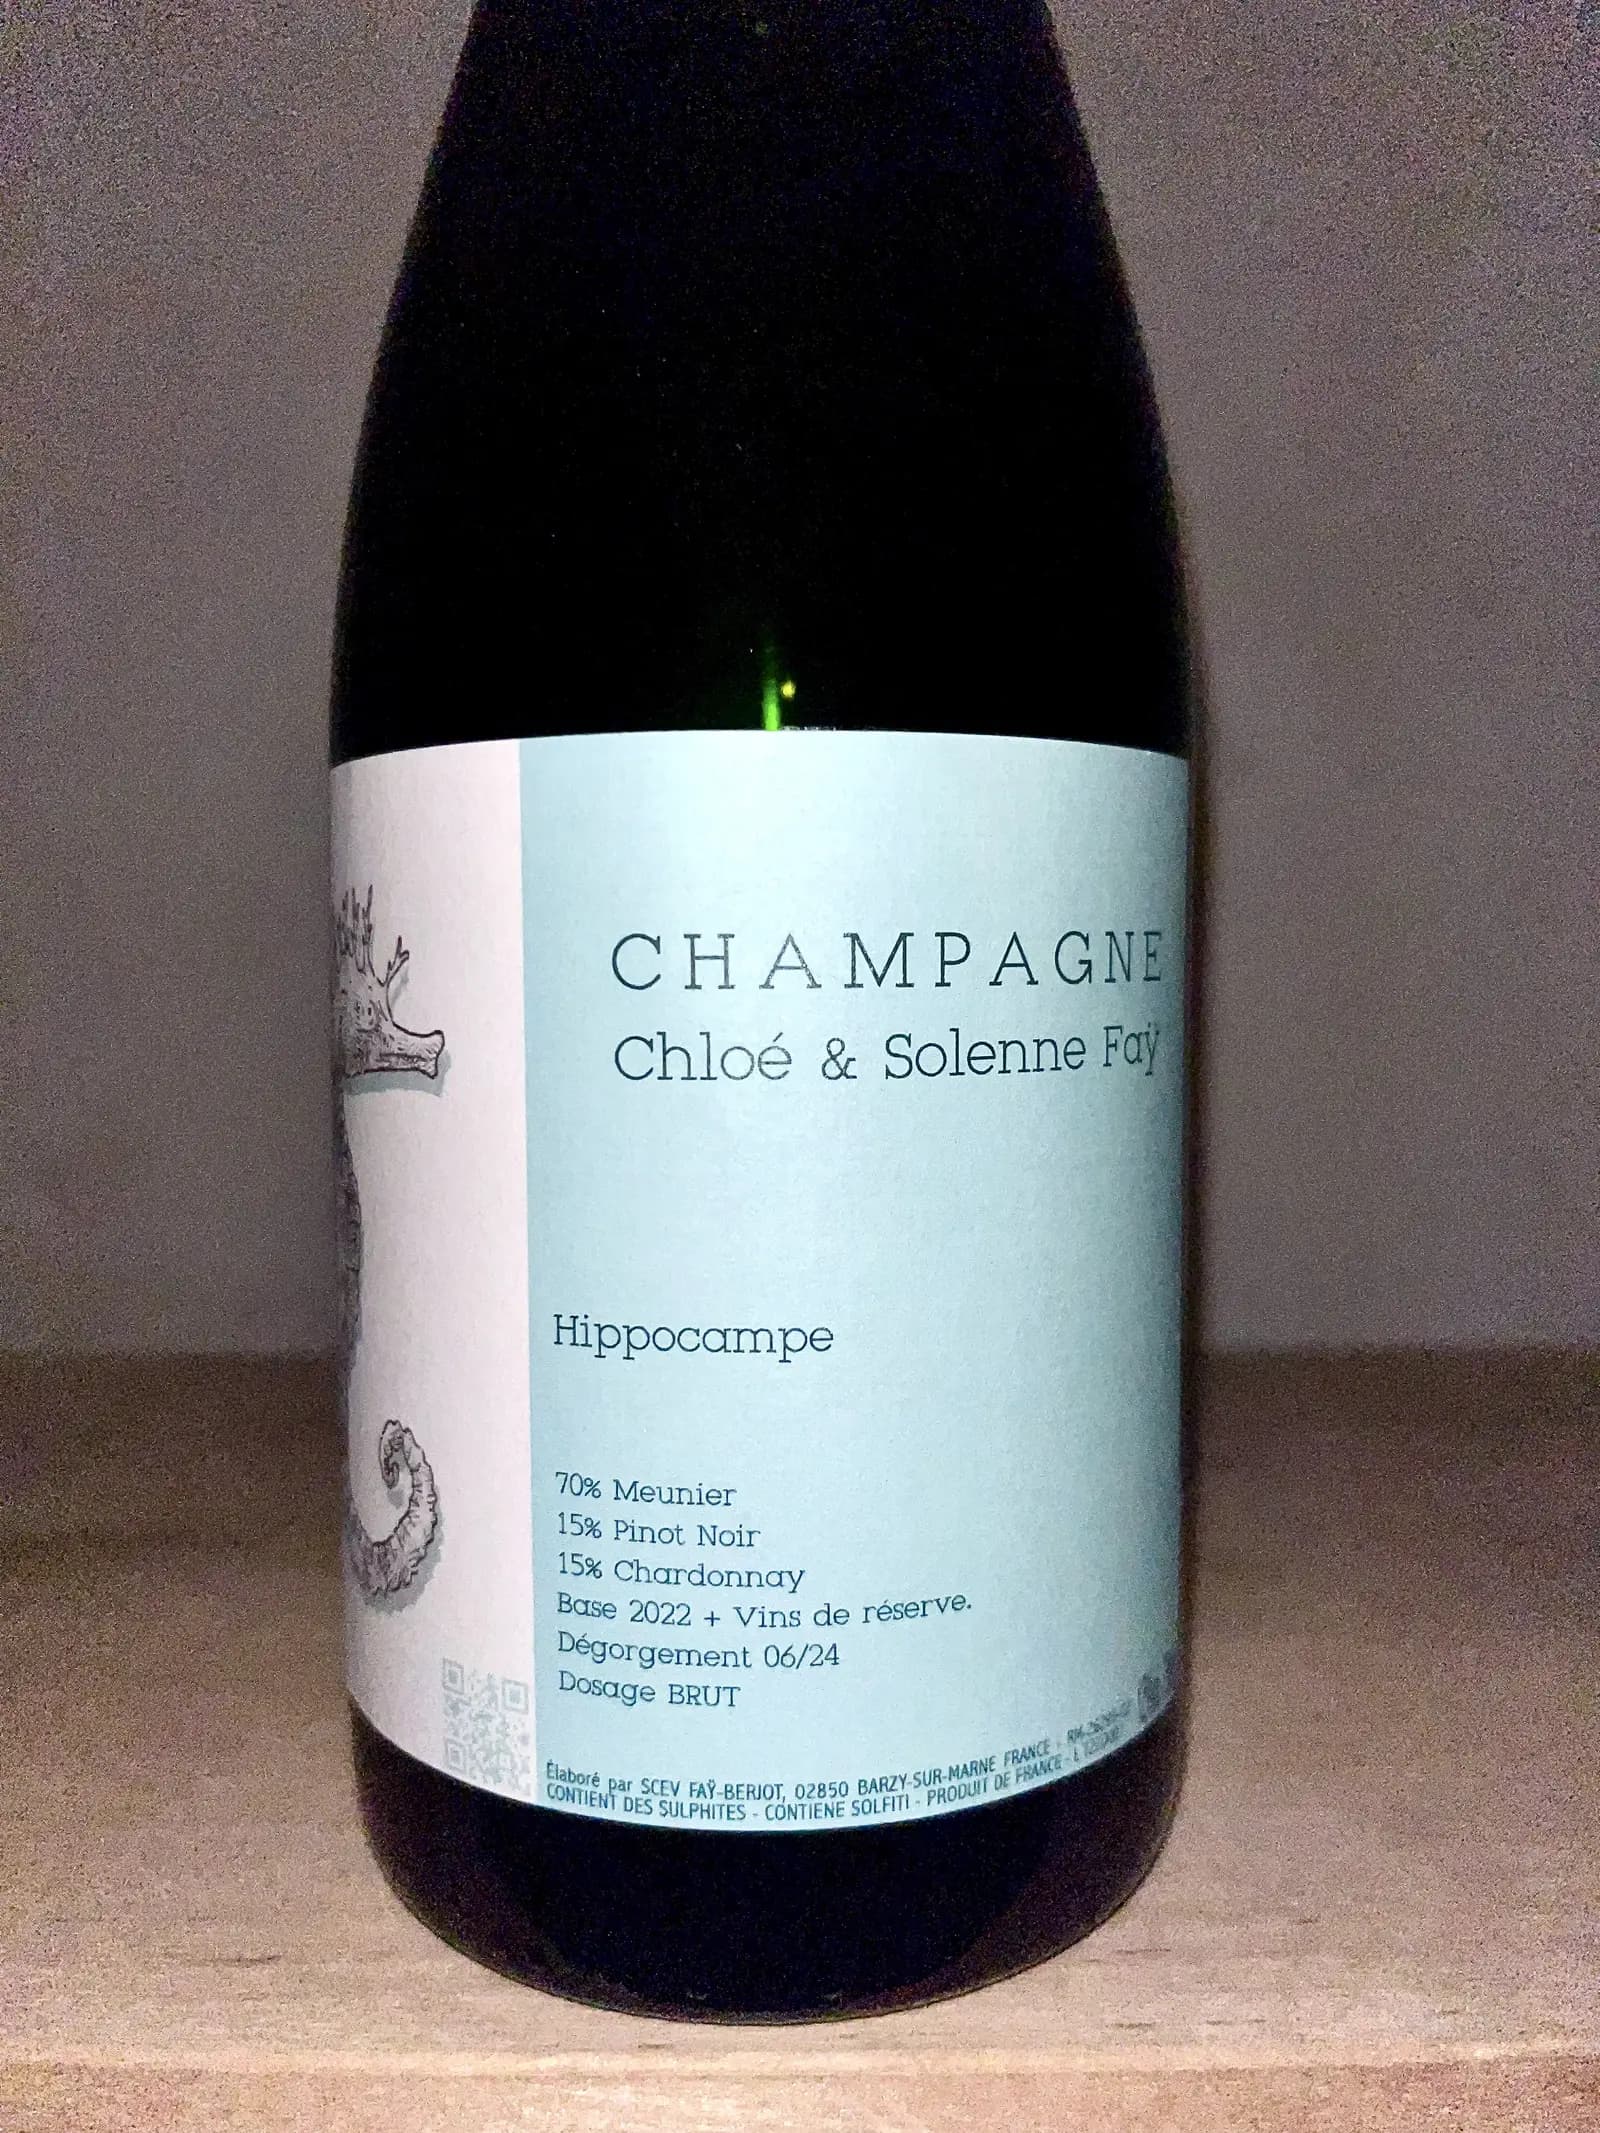 CHAMPAGNE
Chloé & Solenne Faÿ
Hippocampe
70% Meunier
15% Pinot Noir
15% Chardonnay
Base 2022 + Vins de réserve.
Dégorgement 06/24
Dosage BRUT
Élaboré par SCEV FAŸ-BERJOT, 02850 BARZY-SUR-MARNE FRANCE -
CONTIENT DES SULPHITES - CONTIENE SOLFITI - PRODUIT DE FRANCE -